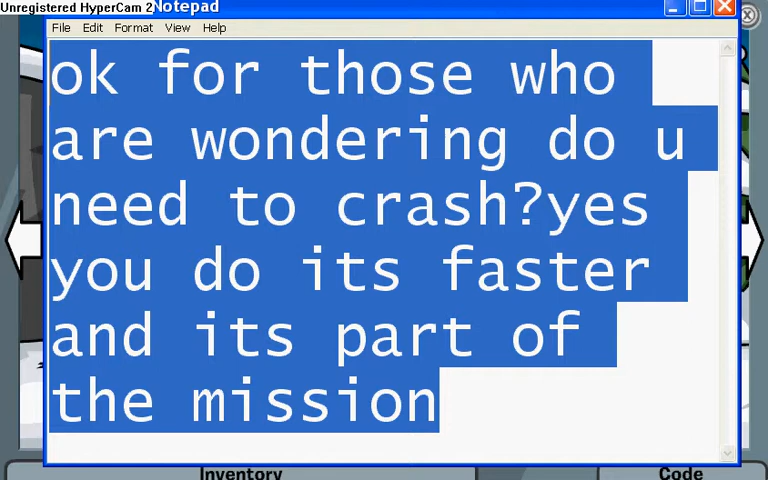 Unregistered HyperCam 2
Notepad
File Edit Format View Help
ok for those who
are wondering do u
need to crash?yes
you do its faster
and its part of
the mission
Inventory
Code